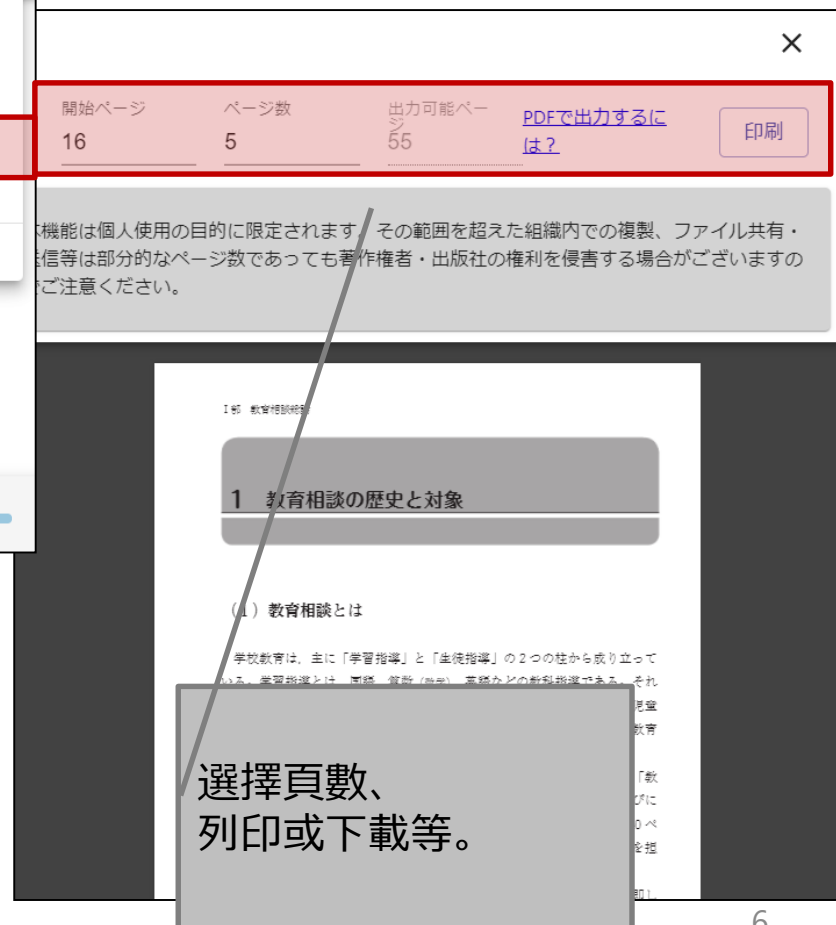 開始ページ
16
ページ数
5
出力可能ペー
ジ
55
PDFで出力するに
は？
印刷
機能は個人使用の目的に限定されます。その範囲を超えた組織内での複製、ファイル共有・
信等は部分的なページ数であっても著作権者・出版社の権利を侵害する場合がございますの
でご注意ください。
I部 教育相談総論
1 教育相談の歴史と対象
(1) 教育相談とは
学校教育は、主に「学習指導」と「生徒指導」の2つの柱から成り立って
いる。学習指導とは、国語、算数（数学）、英語などの教科指導である。それ
児童
教育
「教
びに
0ペ
を担
選擇頁數、
列印或下載等。
6